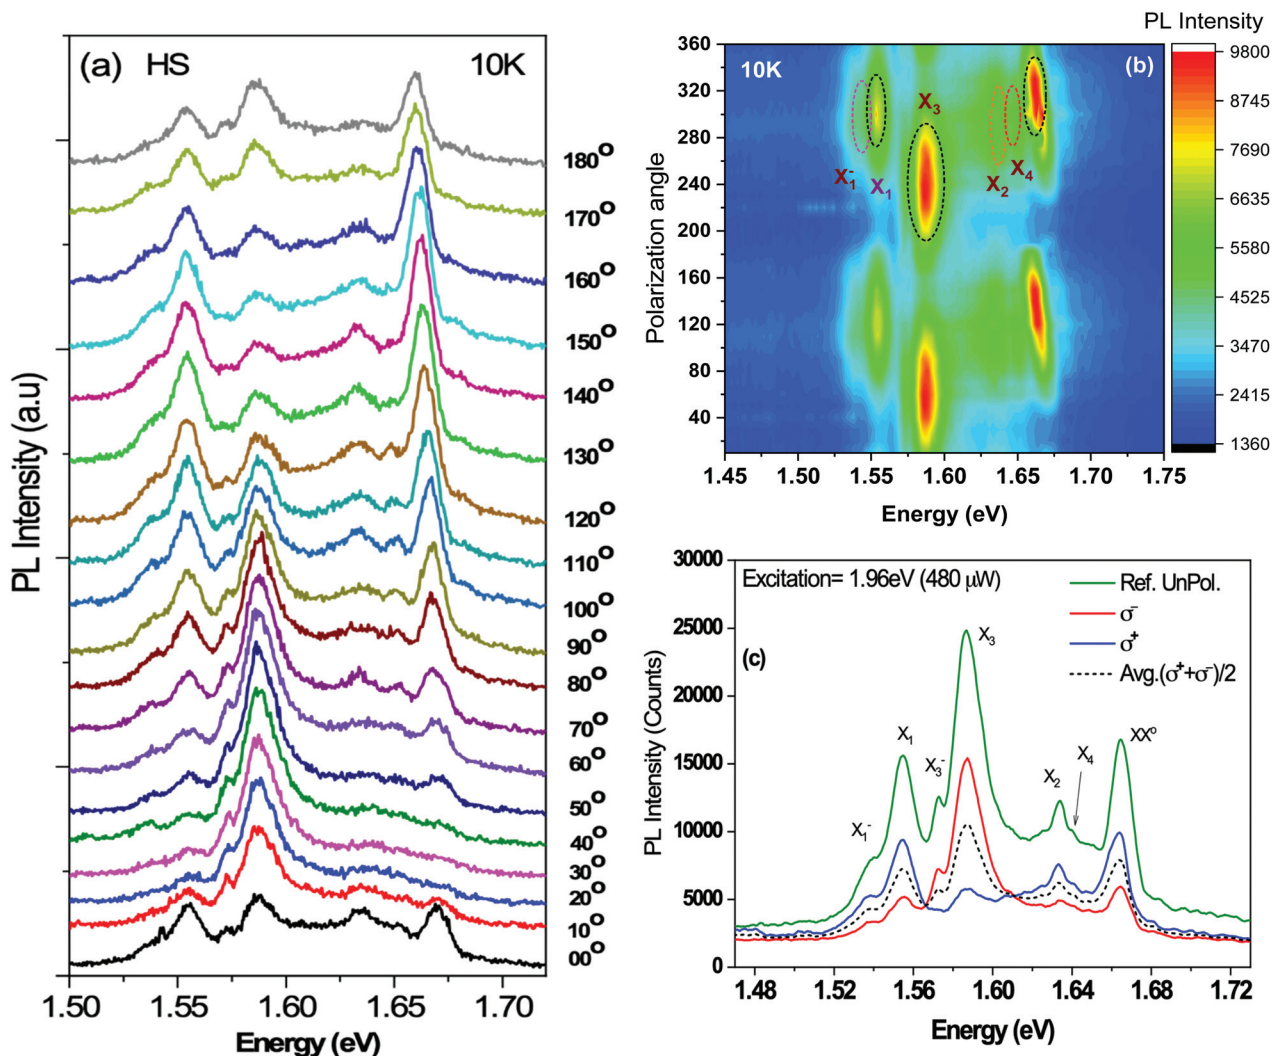 (a) HS 10K
180°
170°
160°
150°
140°
130°
120°
110°
100°
90°
80°
70°
60°
50°
40°
30°
20°
10°
00°
PL Intensity (a.u)
1.50 1.55 1.60 1.65 1.70
Energy (eV)
PL Intensity
10K (b)
X₃
X₁⁻ X₁ X₂ X₄
Polarization angle
360
320
280
240
200
160
120
80
40
1.45 1.50 1.55 1.60 1.65 1.70 1.75
Energy (eV)
9800
8745
7690
6635
5580
4525
3470
2415
1360
Excitation= 1.96eV (480 μW)
Ref. UnPol.
σ⁻
σ⁺
Avg.(σ⁺+σ⁻)/2
(c)
X₁⁻ X₁ X₃⁻ X₃ X₂ X₄ XX⁰
PL Intensity (Counts)
30000
25000
20000
15000
10000
5000
0
1.48 1.52 1.56 1.60 1.64 1.68 1.72
Energy (eV)